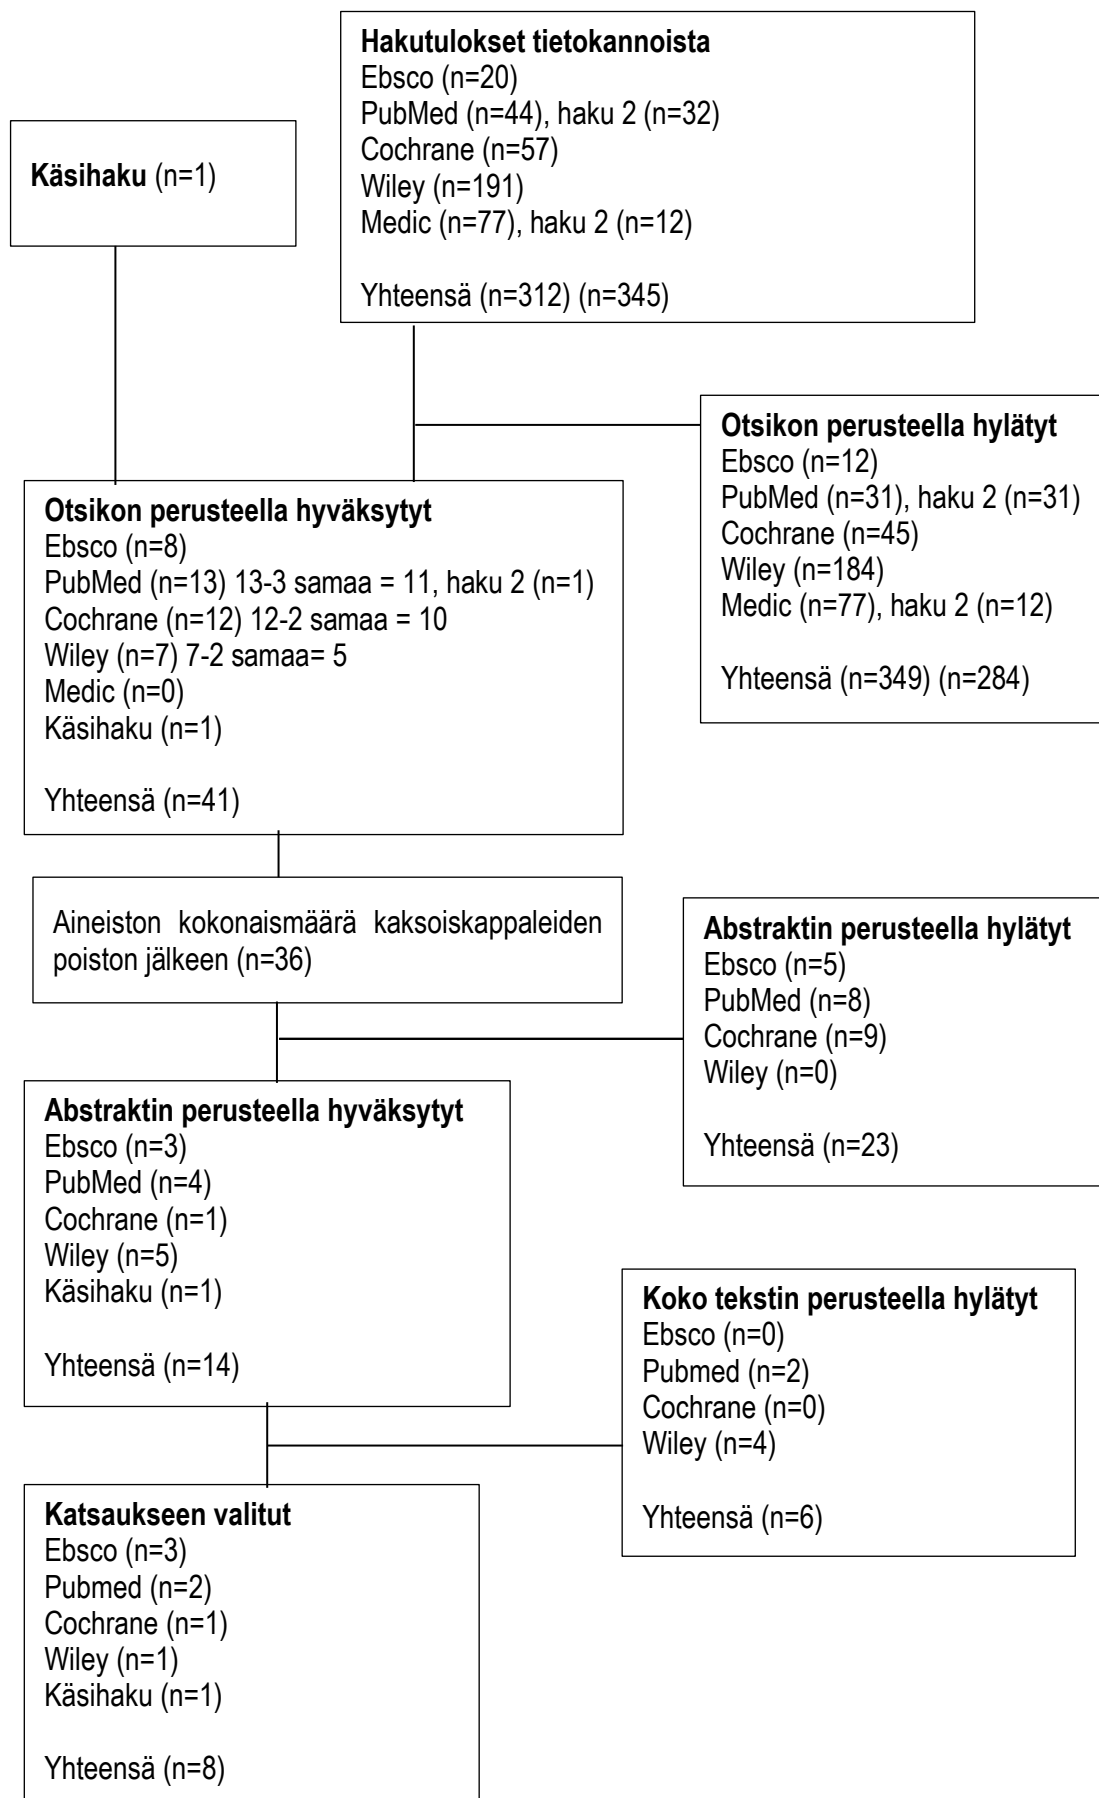 Hakutulokset tietokannoista
Ebsco (n=20)
PubMed (n=44), haku 2 (n=32)
Cochrane (n=57)
Wiley (n=191)
Medic (n=77), haku 2 (n=12)
Yhteensä (n=312) (n=345)
Käsihaku (n=1)
Otsikon perusteella hylätyt
Ebsco (n=12)
PubMed (n=31), haku 2 (n=31)
Cochrane (n=45)
Wiley (n=184)
Medic (n=77), haku 2 (n=12)
Yhteensä (n=349) (n=284)
Otsikon perusteella hyväksytyt
Ebsco (n=8)
PubMed (n=13) 13-3 samaa = 11, haku 2 (n=1)
Cochrane (n=12) 12-2 samaa = 10
Wiley (n=7) 7-2 samaa= 5
Medic (n=0)
Käsihaku (n=1)
Yhteensä (n=41)
Aineiston kokonaismäärä kaksoiskappaleiden
poiston jälkeen (n=36)
Abstraktin perusteella hylätyt
Ebsco (n=5)
PubMed (n=8)
Cochrane (n=9)
Wiley (n=0)
Yhteensä (n=23)
Abstraktin perusteella hyväksytyt
Ebsco (n=3)
PubMed (n=4)
Cochrane (n=1)
Wiley (n=5)
Käsihaku (n=1)
Yhteensä (n=14)
Koko tekstin perusteella hylätyt
Ebsco (n=0)
Pubmed (n=2)
Cochrane (n=0)
Wiley (n=4)
Yhteensä (n=6)
Katsaukseen valitut
Ebsco (n=3)
Pubmed (n=2)
Cochrane (n=1)
Wiley (n=1)
Käsihaku (n=1)
Yhteensä (n=8)